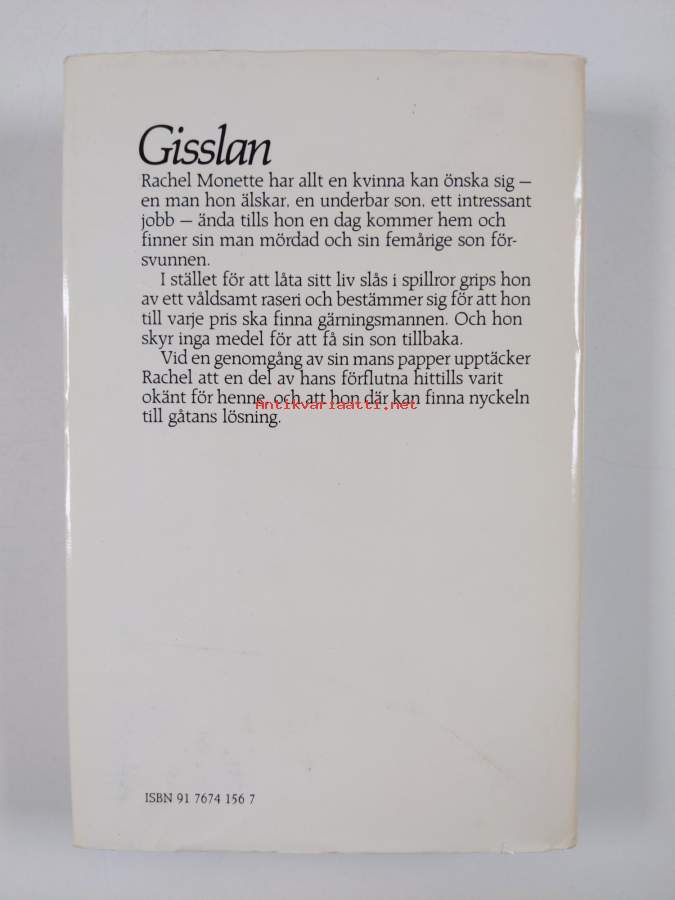 Gisslan
Rachel Monette har allt en kvinna kan önska sig –
en man hon älskar, en underbar son, ett intressant
jobb – ända tills hon en dag kommer hem och
finner sin man mördad och sin femårige son för-
svunnen.
I stället för att låta sitt liv slås i spillror grips hon
av ett våldsamt raseri och bestämmer sig för att hon
till varje pris ska finna gärningsmannen. Och hon
skyr inga medel för att få sin son tillbaka.
Vid en genomgång av sin mans papper upptäcker
Rachel att en del av hans förflutna hittills varit
okänt för henne, och att hon där kan finna nyckeln
Antikvariaatti.net
till gåtans lösning.
ISBN 91 7674 156 7